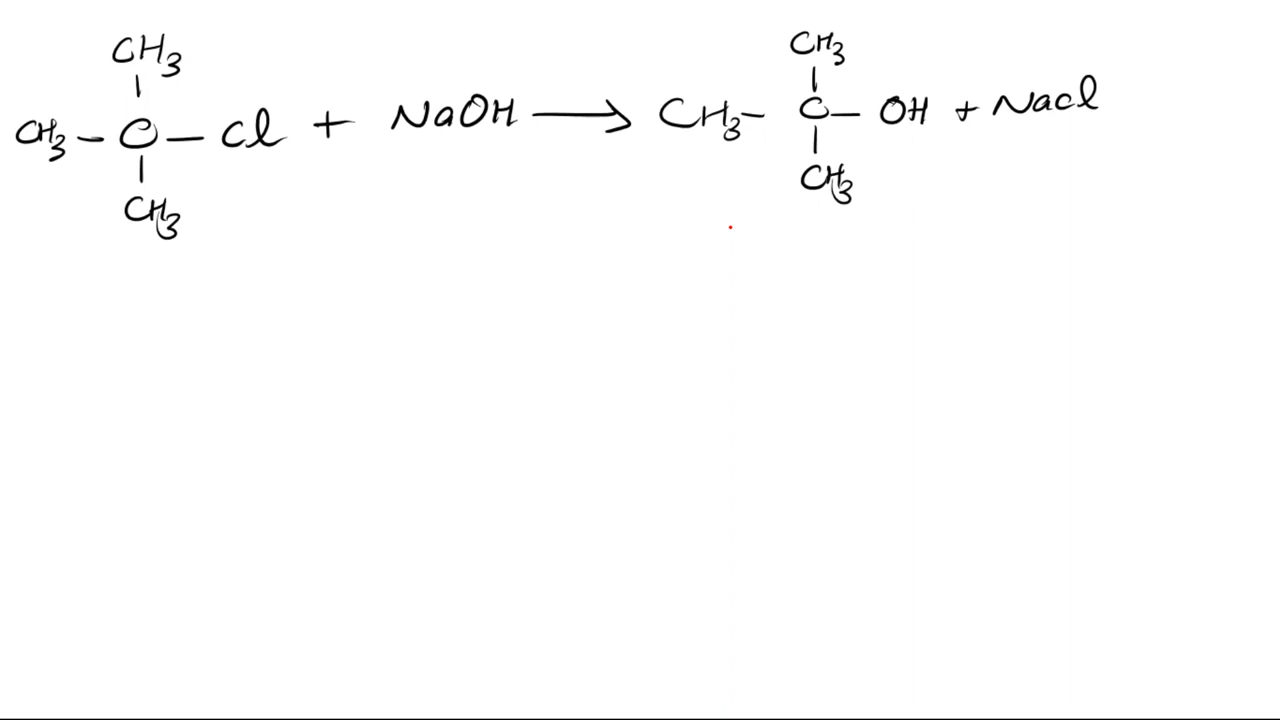 CH3 CH3
CH3 - C - Cl + NaOH → CH3 - C - OH + Nacl
CH3 CH3